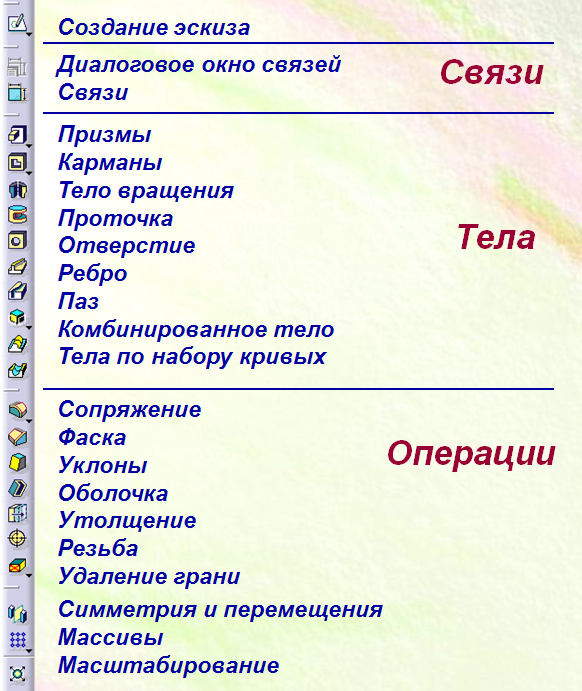 Создание эскиза
Диалоговое окно связей
Связи
Связи
Призмы
Карманы
Тело вращения
Проточка
Отверстие
Ребро
Паз
Комбинированное тело
Тела по набору кривых
Тела
Сопряжение
Фаска
Уклоны
Оболочка
Утолщение
Резьба
Удаление грани
Симметрия и перемещения
Массивы
Масштабирование
Операции